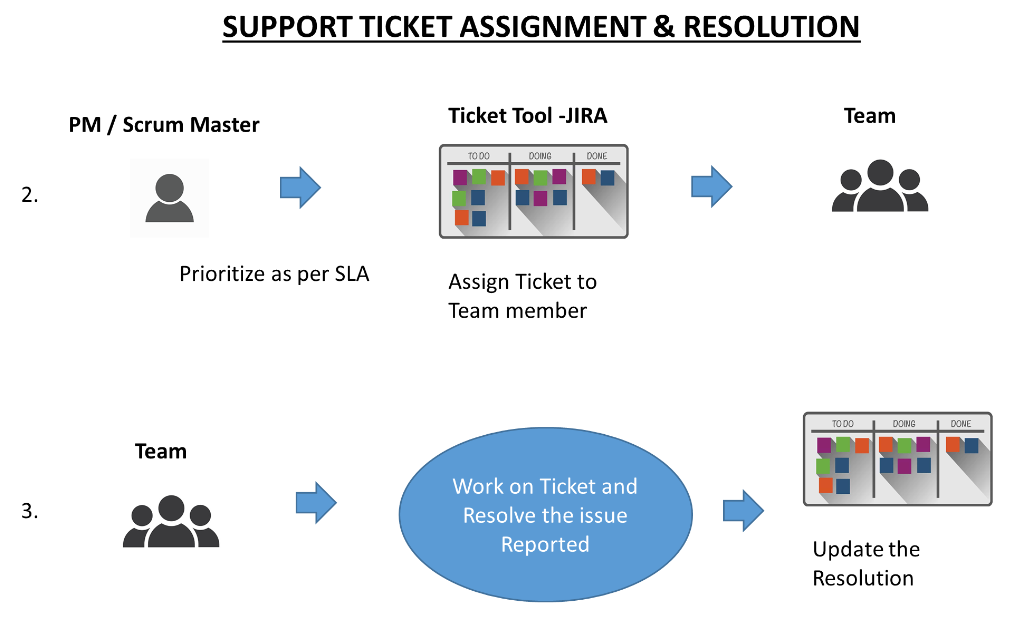 SUPPORT TICKET ASSIGNMENT & RESOLUTION
PM / Scrum Master
Ticket Tool -JIRA
Team
TO DO
DOING
DONE
2.
Prioritize as per SLA
Assign Ticket to
Team member
Team
3.
Work on Ticket and
Resolve the issue
Reported
TO DO
DOING
DONE
Update the
Resolution